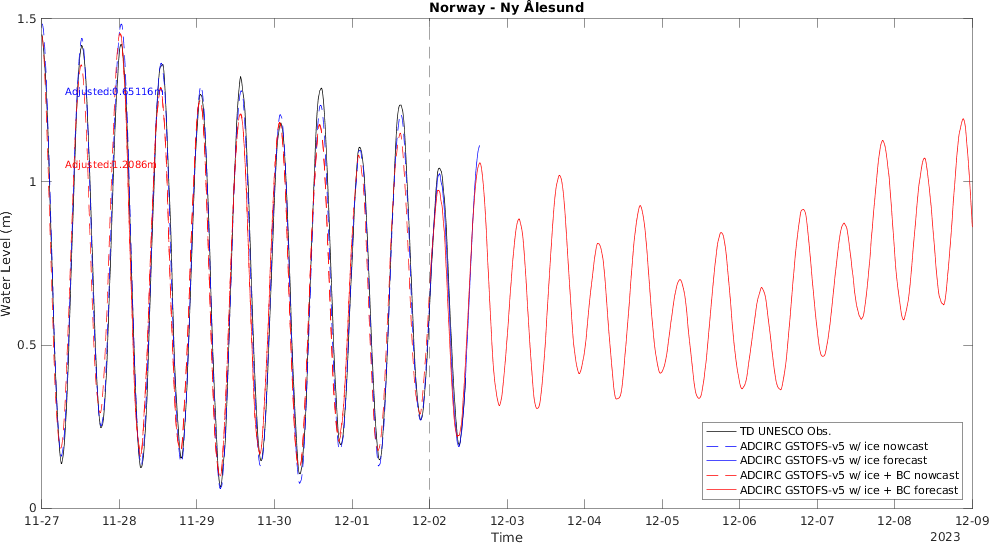 Norway - Ny Ålesund
1.5
1
0.5
0
Water Level (m)
Adjusted:0.65116m
Adjusted:1.2086m
TD UNESCO Obs.
ADCIRC GSTOFS-v5 w/ ice nowcast
ADCIRC GSTOFS-v5 w/ ice forecast
ADCIRC GSTOFS-v5 w/ ice + BC nowcast
ADCIRC GSTOFS-v5 w/ ice + BC forecast
11-27 11-28 11-29 11-30 12-01 12-02 12-03 12-04 12-05 12-06 12-07 12-08 12-09
Time
2023